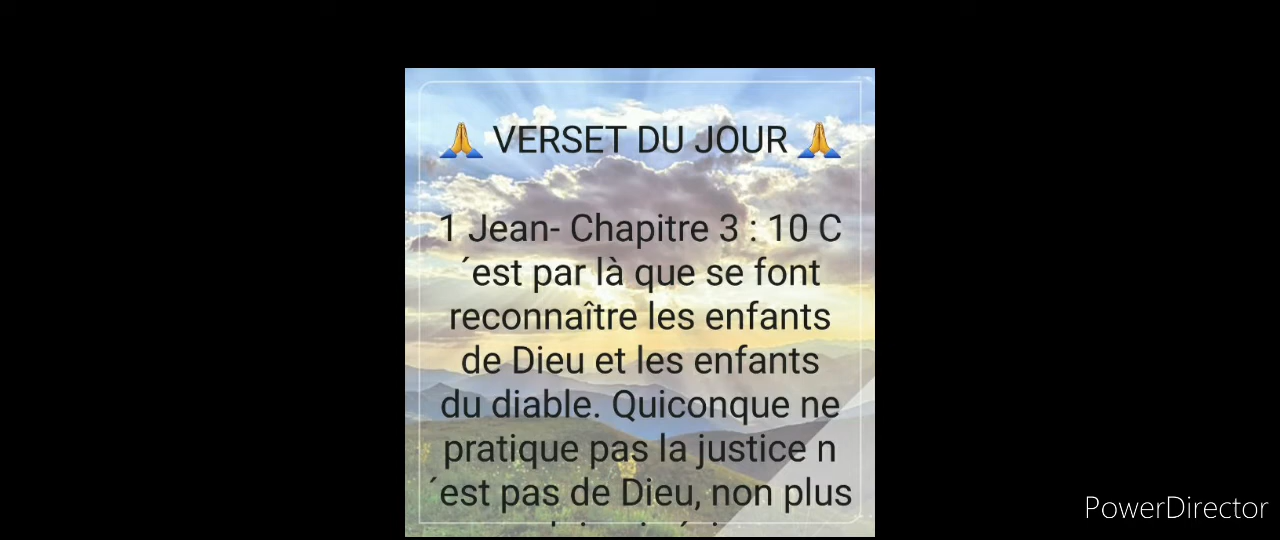 🙏 VERSET DU JOUR 🙏
1 Jean- Chapitre 3 : 10 C
´est par là que se font
reconnaître les enfants
de Dieu et les enfants
du diable. Quiconque ne
pratique pas la justice n
´est pas de Dieu, non plus
PowerDirector